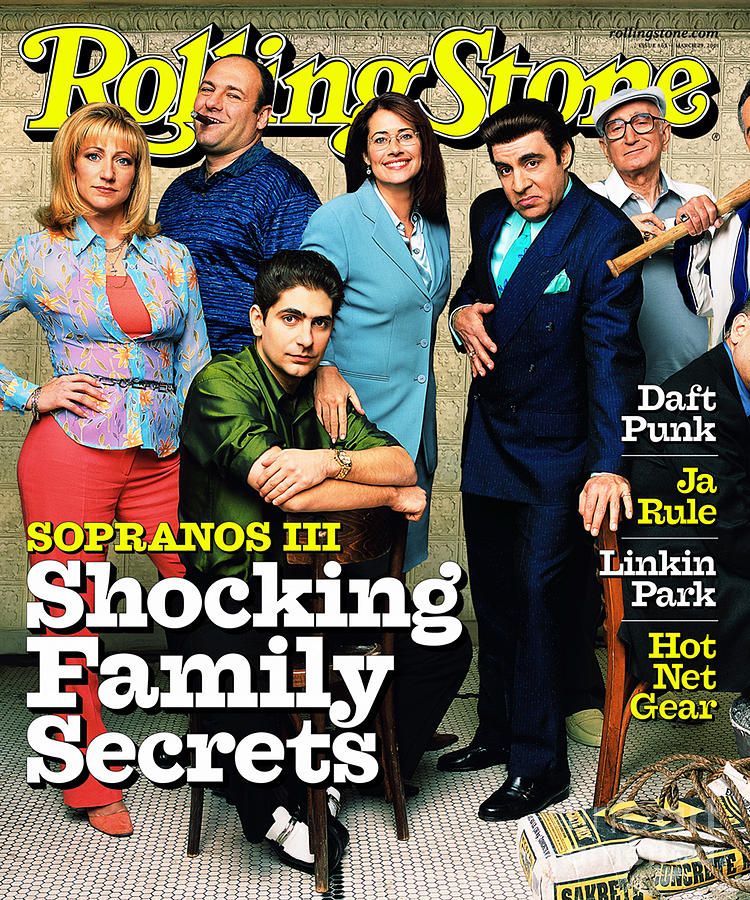 rollingstone.com
Rolling Stone
®
Daft
Punk
Ja
Rule
Linkin
Park
Hot
Net
Gear
SOPRANOS III
Shocking
Family
Secrets
SAKRETE
CONCRETE